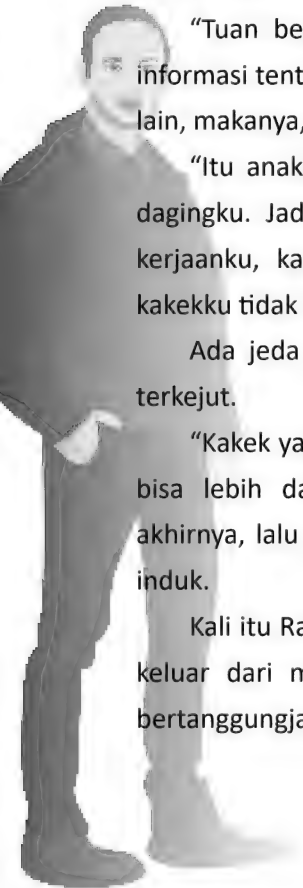 “Tuan be
informasi tent
lain, makanya,
“Itu anak
dagingku. Jad
kerjaanku, ka
kakekku tidak
Ada jeda
terkejut.
“Kakek ya
bisa lebih da
akhirnya, lalu
induk.
Kali itu Ra
keluar dari m
bertanggungja